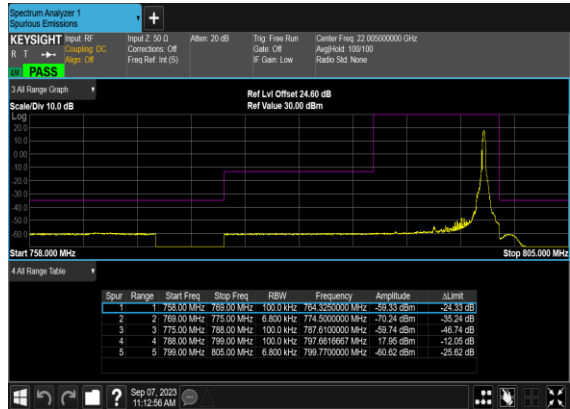 Spectrum Analyzer 1
Spurious Emissions
+
KEYSIGHT Input: RF Input Z: 50 Ω Atten: 20 dB Trig: Free Run Center Freq: 22.005000000 GHz
R T Coupling: DC Corrections: Off Gate: Off Avg|Hold: 100/100
Align: Off Freq Ref: Int (S) IF Gain: Low Radio Std: None
LM PASS
3 All Range Graph
Ref Lvl Offset 24.60 dB
Scale/Div 10.0 dB Ref Value 30.00 dBm
Log
20.0
10.0
0.00
-10.0
-20.0
-30.0
-40.0
-50.0
-60.0
Start 758.000 MHz Stop 805.000 MHz
4 All Range Table
Spur Range Start Freq Stop Freq RBW Frequency Amplitude ΔLimit
1 1 758.00 MHz 769.00 MHz 100.0 kHz 764.3250000 MHz -59.33 dBm -24.33 dB
2 2 769.00 MHz 775.00 MHz 6.800 kHz 774.5000000 MHz -70.24 dBm -35.24 dB
3 3 775.00 MHz 788.00 MHz 100.0 kHz 787.6100000 MHz -59.74 dBm -46.74 dB
4 4 788.00 MHz 799.00 MHz 100.0 kHz 797.6616667 MHz 17.95 dBm -12.05 dB
5 5 799.00 MHz 805.00 MHz 6.800 kHz 799.7700000 MHz -60.62 dBm -25.62 dB
? Sep 07, 2023
11:12:56 AM